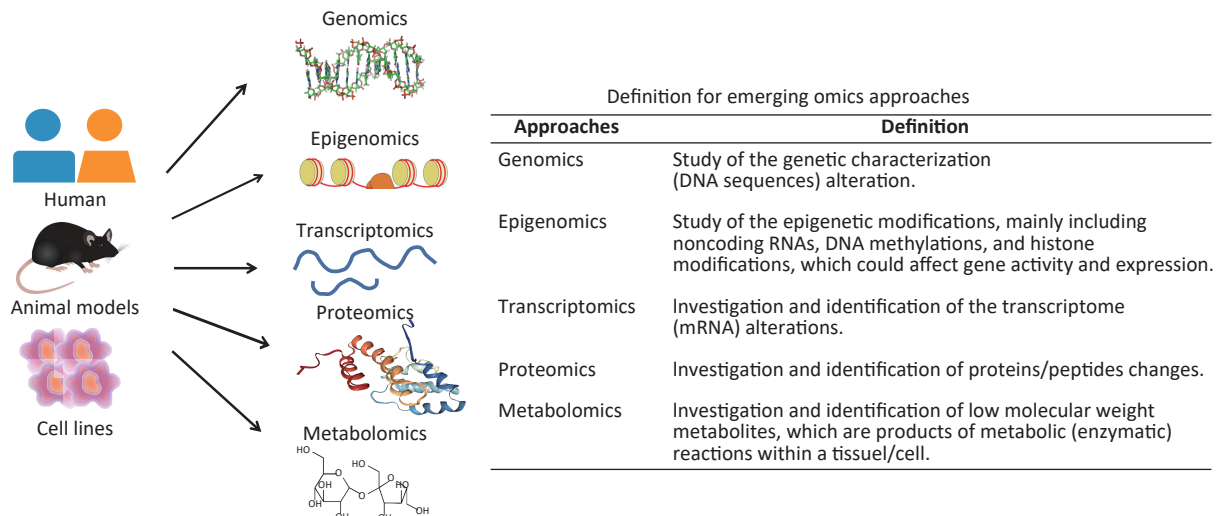 Genomics
Epigenomics
Transcriptomics
Proteomics
Metabolomics
Human
Animal models
Cell lines
HO
O
OH
OH
OH
O
HO
O
HO
OH
OH
Definition for emerging omics approaches
Approaches Definition
Genomics Study of the genetic characterization
(DNA sequences) alteration.
Epigenomics Study of the epigenetic modifications, mainly including
noncoding RNAs, DNA methylations, and histone
modifications, which could affect gene activity and expression.
Transcriptomics Investigation and identification of the transcriptome
(mRNA) alterations.
Proteomics Investigation and identification of proteins/peptides changes.
Metabolomics Investigation and identification of low molecular weight
metabolites, which are products of metabolic (enzymatic)
reactions within a tissuel/cell.